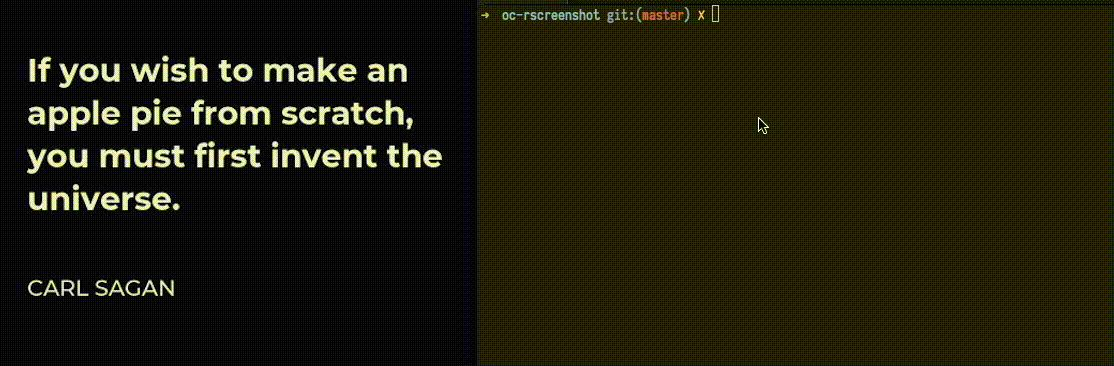 If you wish to make an
apple pie from scratch,
you must first invent the
universe.
CARL SAGAN
➜ oc-rscreenshot git:(master) ✗